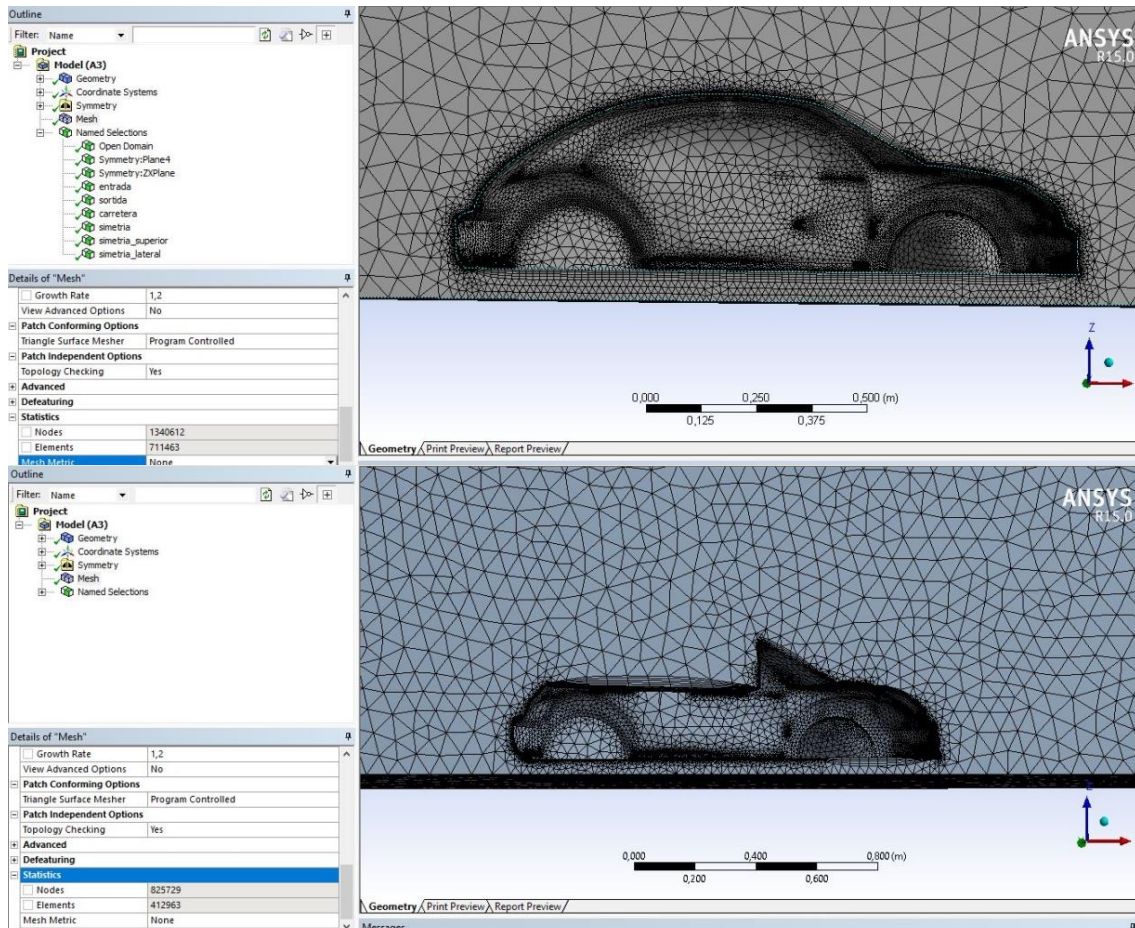 Outline
Filter: Name
Project
Model (A3)
Geometry
Coordinate Systems
Symmetry
Mesh
Named Selections
Open Domain
Symmetry:Plane4
Symmetry:ZXPlane
entrada
sortida
carretera
simetria
simetria_superior
simetria_lateral
Details of "Mesh"
Growth Rate 1,2
View Advanced Options No
Patch Conforming Options
Triangle Surface Mesher Program Controlled
Patch Independent Options
Topology Checking Yes
Advanced
Defeaturing
Statistics
Nodes 1340612
Elements 711463
Mesh Metric None
ANSYS
R15.0
Z
0,000 0,250 0,500 (m)
0,125 0,375
Geometry Print Preview Report Preview
Outline
Filter: Name
Project
Model (A3)
Geometry
Coordinate Systems
Symmetry
Mesh
Named Selections
Details of "Mesh"
Growth Rate 1,2
View Advanced Options No
Patch Conforming Options
Triangle Surface Mesher Program Controlled
Patch Independent Options
Topology Checking Yes
Advanced
Defeaturing
Statistics
Nodes 825729
Elements 412963
Mesh Metric None
ANSYS
R15.0
Z
0,000 0,400 0,800 (m)
0,200 0,600
Geometry Print Preview Report Preview
Messages